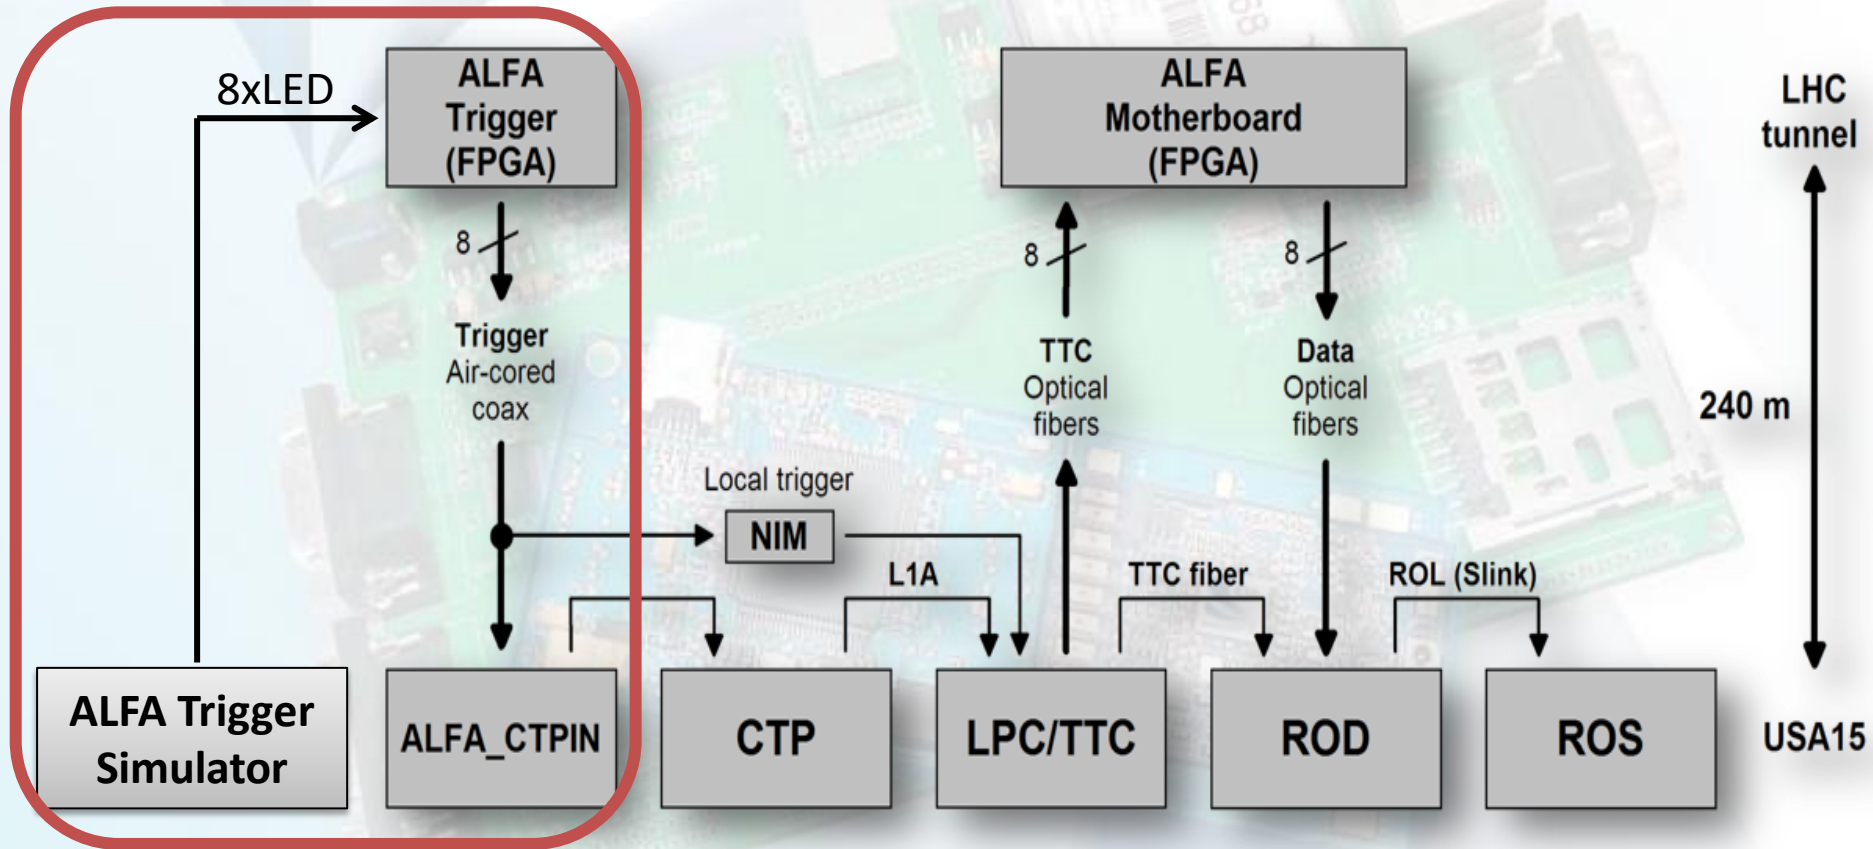 8xLED
ALFA
Trigger
(FPGA)
ALFA
Motherboard
(FPGA)
LHC
tunnel
8
8
8
Trigger
Air-cored
coax
TTC
Optical
fibers
Data
Optical
fibers
240 m
Local trigger
NIM
L1A
TTC fiber
ROL (Slink)
ALFA Trigger
Simulator
ALFA_CTPIN
CTP
LPC/TTC
ROD
ROS
USA15